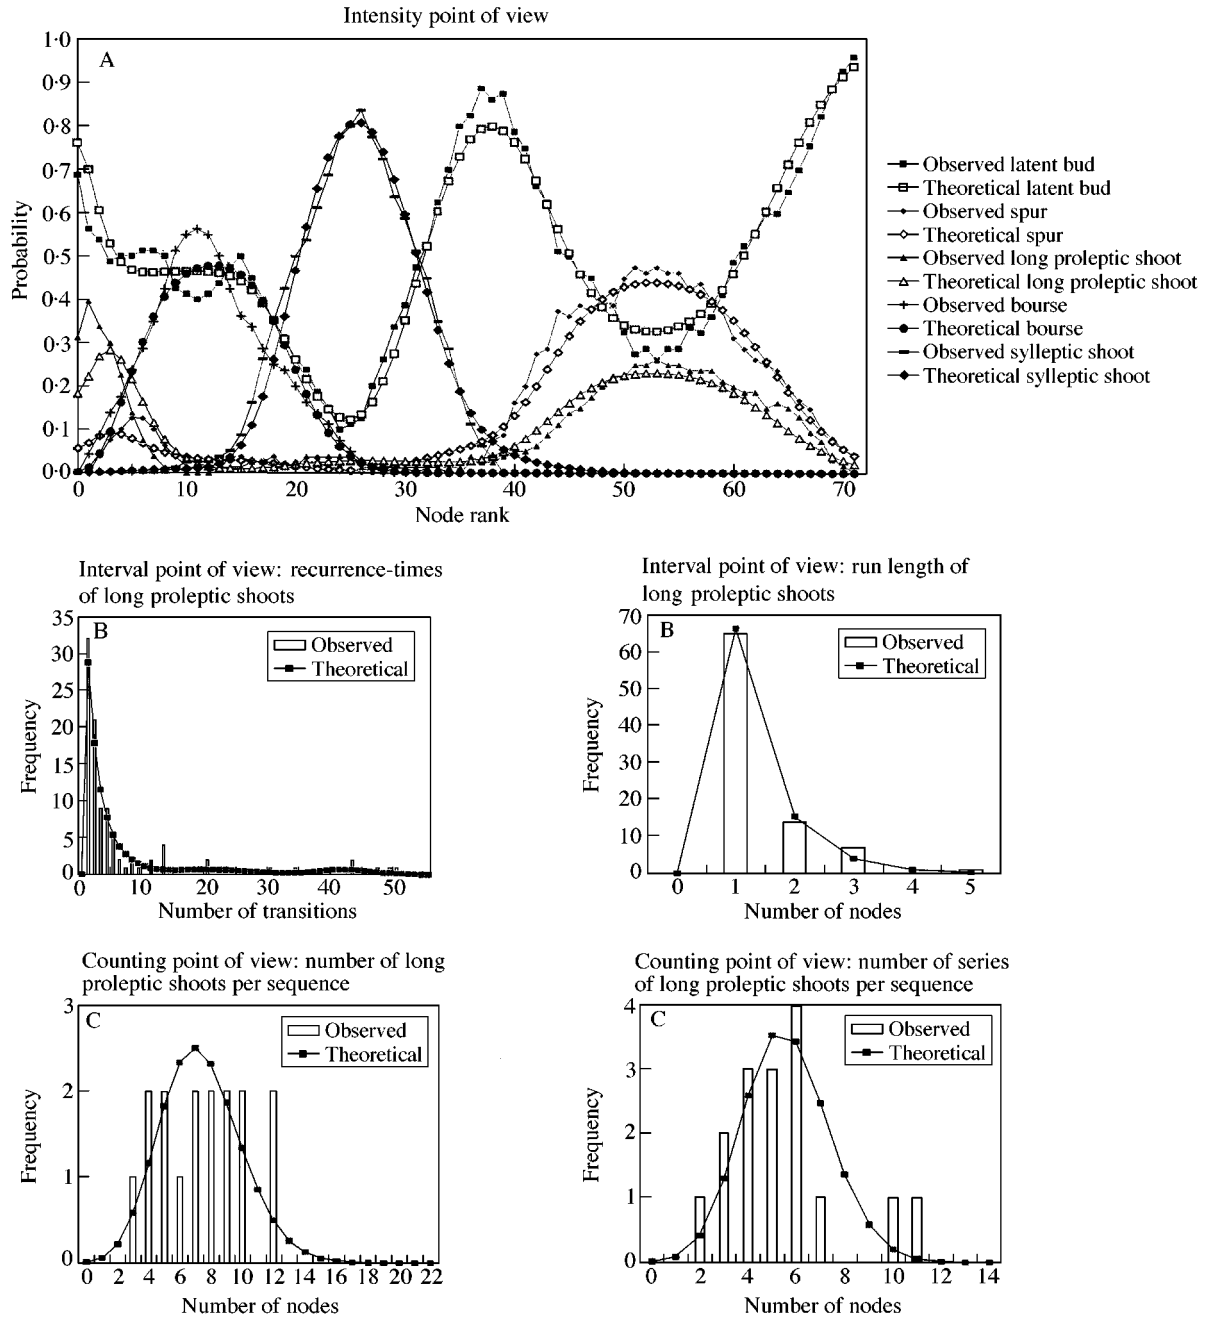 Intensity point of view
A
1·0
0·9
0·8
0·7
0·6
0·5
0·4
0·3
0·2
0·1
0·0
Probability
0 10 20 30 40 50 60 70
Node rank
Observed latent bud
Theoretical latent bud
Observed spur
Theoretical spur
Observed long proleptic shoot
Theoretical long proleptic shoot
Observed bourse
Theoretical bourse
Observed sylleptic shoot
Theoretical sylleptic shoot
Interval point of view: recurrence-times
of long proleptic shoots
B
Observed
Theoretical
35
30
25
20
15
10
5
0
Frequency
0 10 20 30 40 50
Number of transitions
Interval point of view: run length of
long proleptic shoots
B
Observed
Theoretical
70
60
50
40
30
20
10
0
Frequency
0 1 2 3 4 5
Number of nodes
Counting point of view: number of long
proleptic shoots per sequence
C
Observed
Theoretical
3
2
1
0
Frequency
0 2 4 6 8 10 12 14 16 18 20 22
Number of nodes
Counting point of view: number of series
of long proleptic shoots per sequence
C
Observed
Theoretical
4
3
2
1
0
Frequency
0 2 4 6 8 10 12 14
Number of nodes